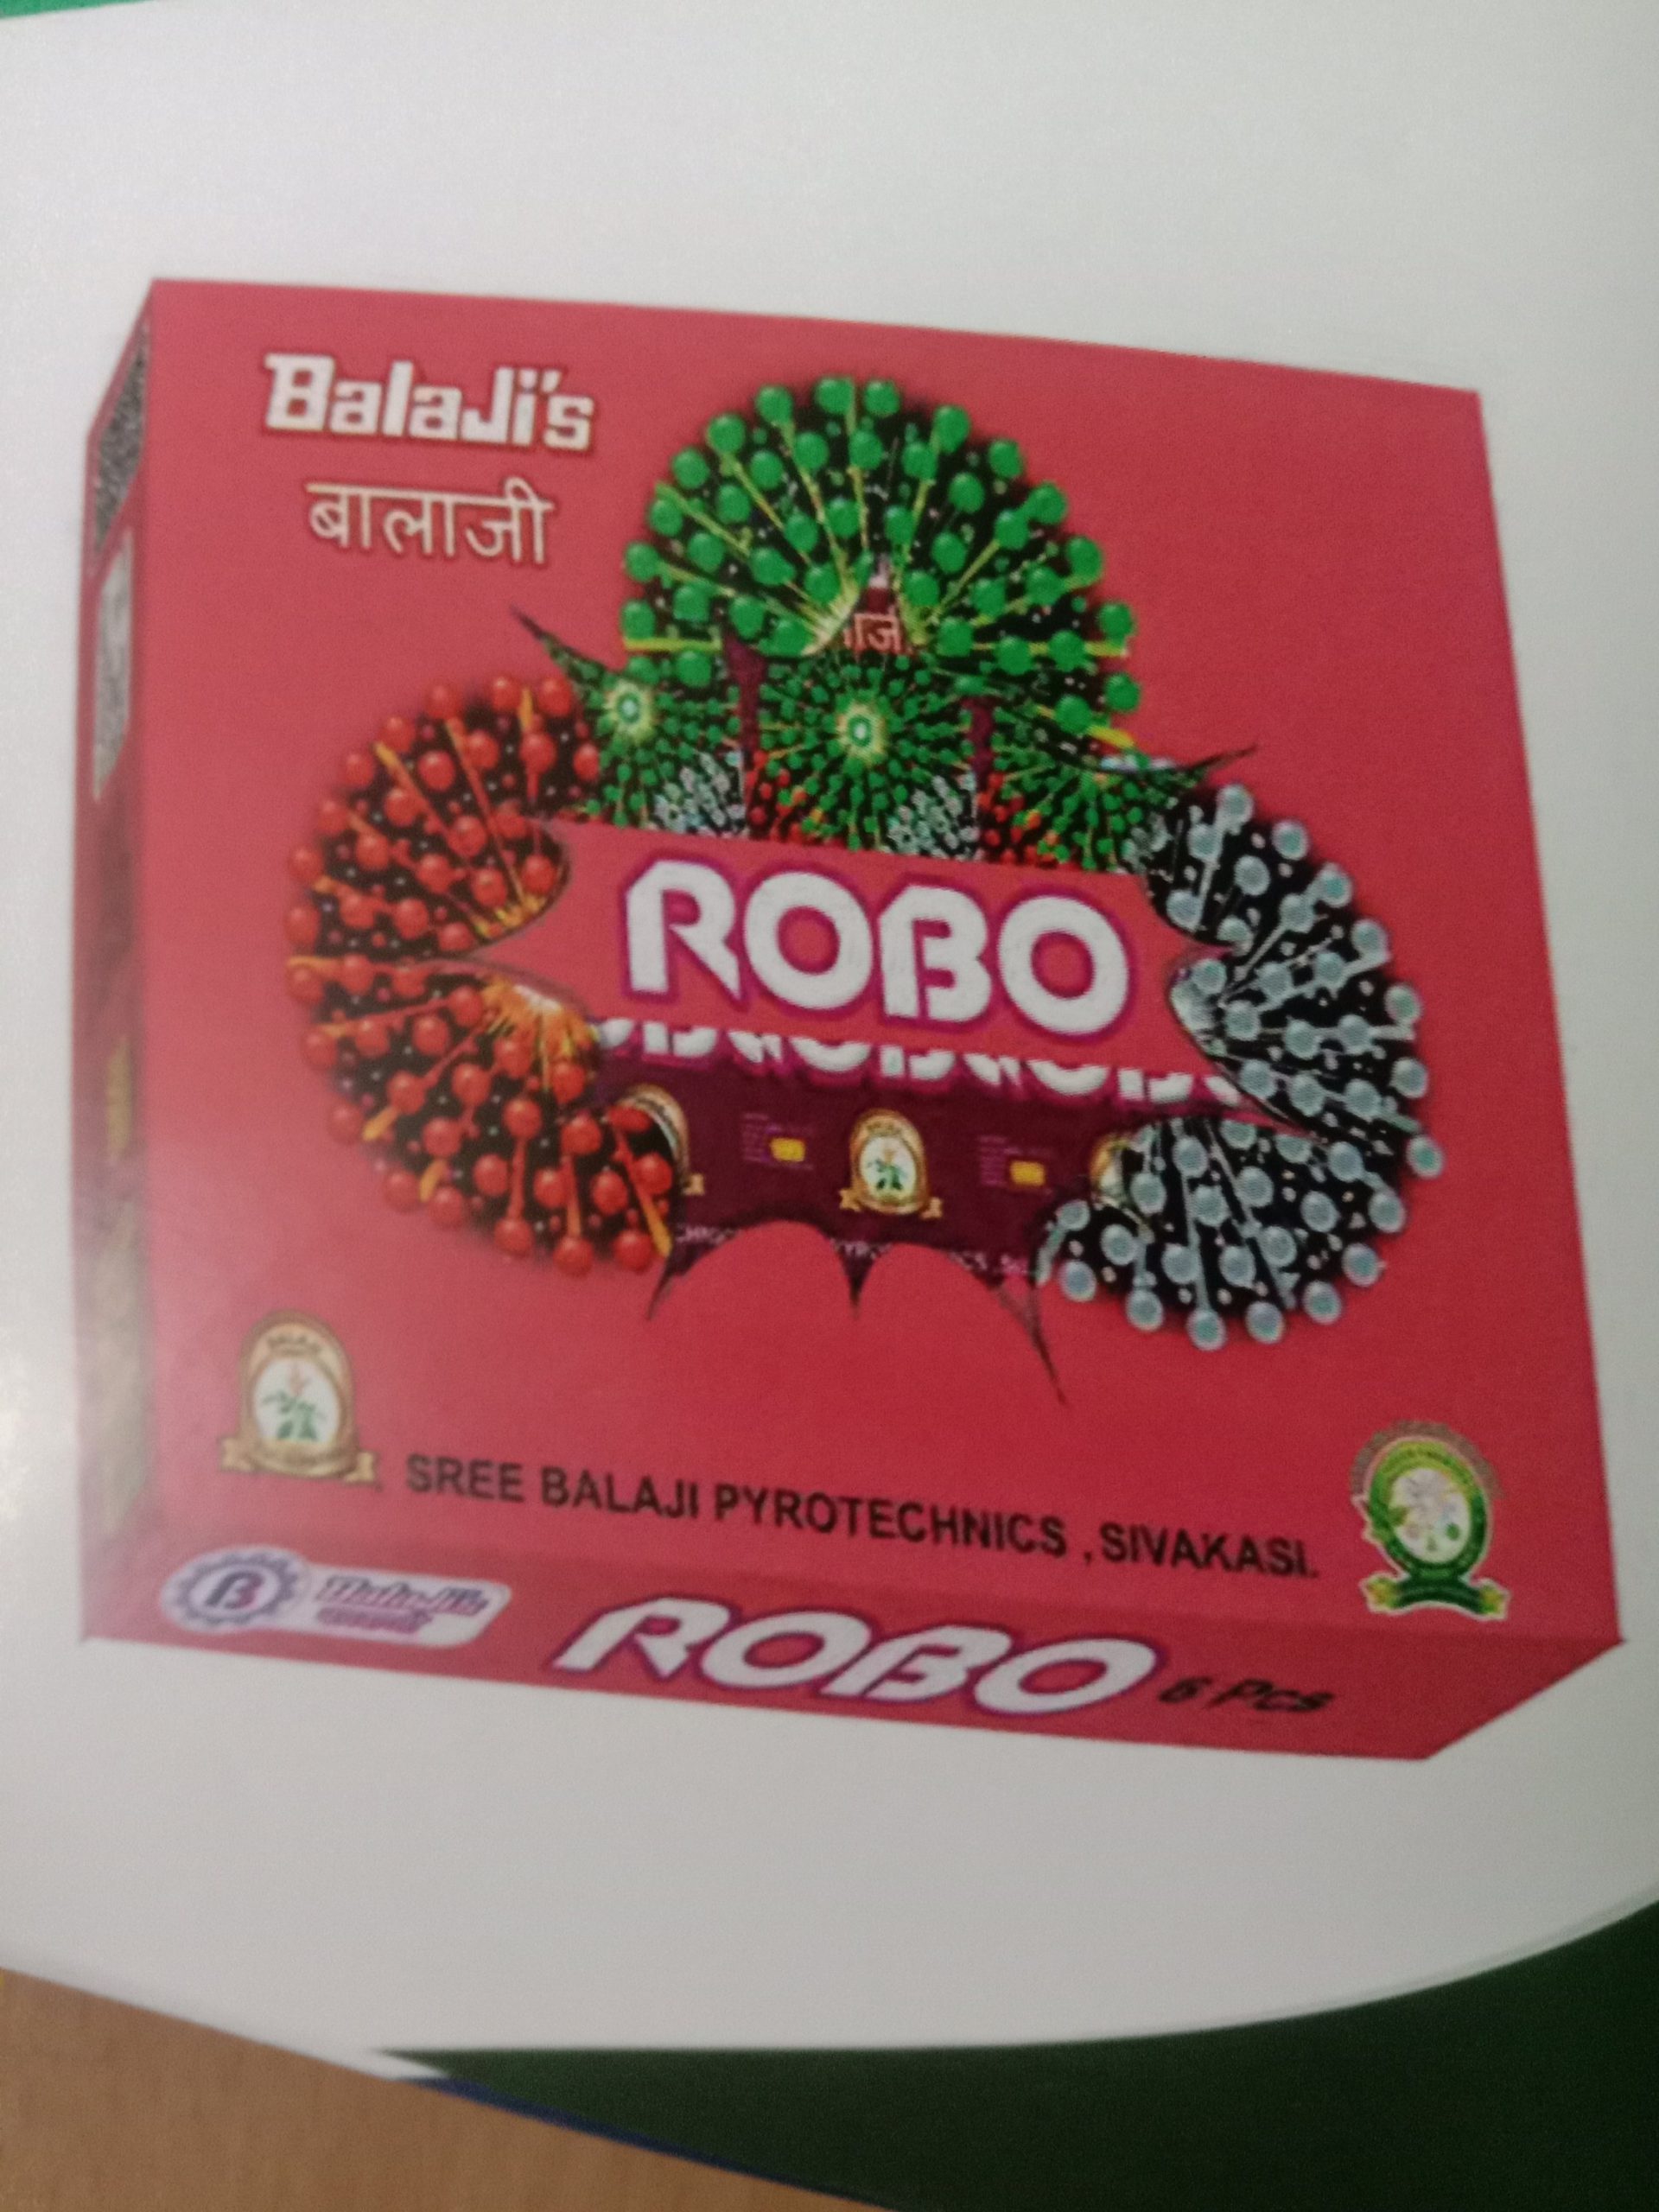 BalaJi's
बालाजी
ROBO
SREE BALAJI PYROTECHNICS , SIVAKASI.
ROBO 6 Pcs